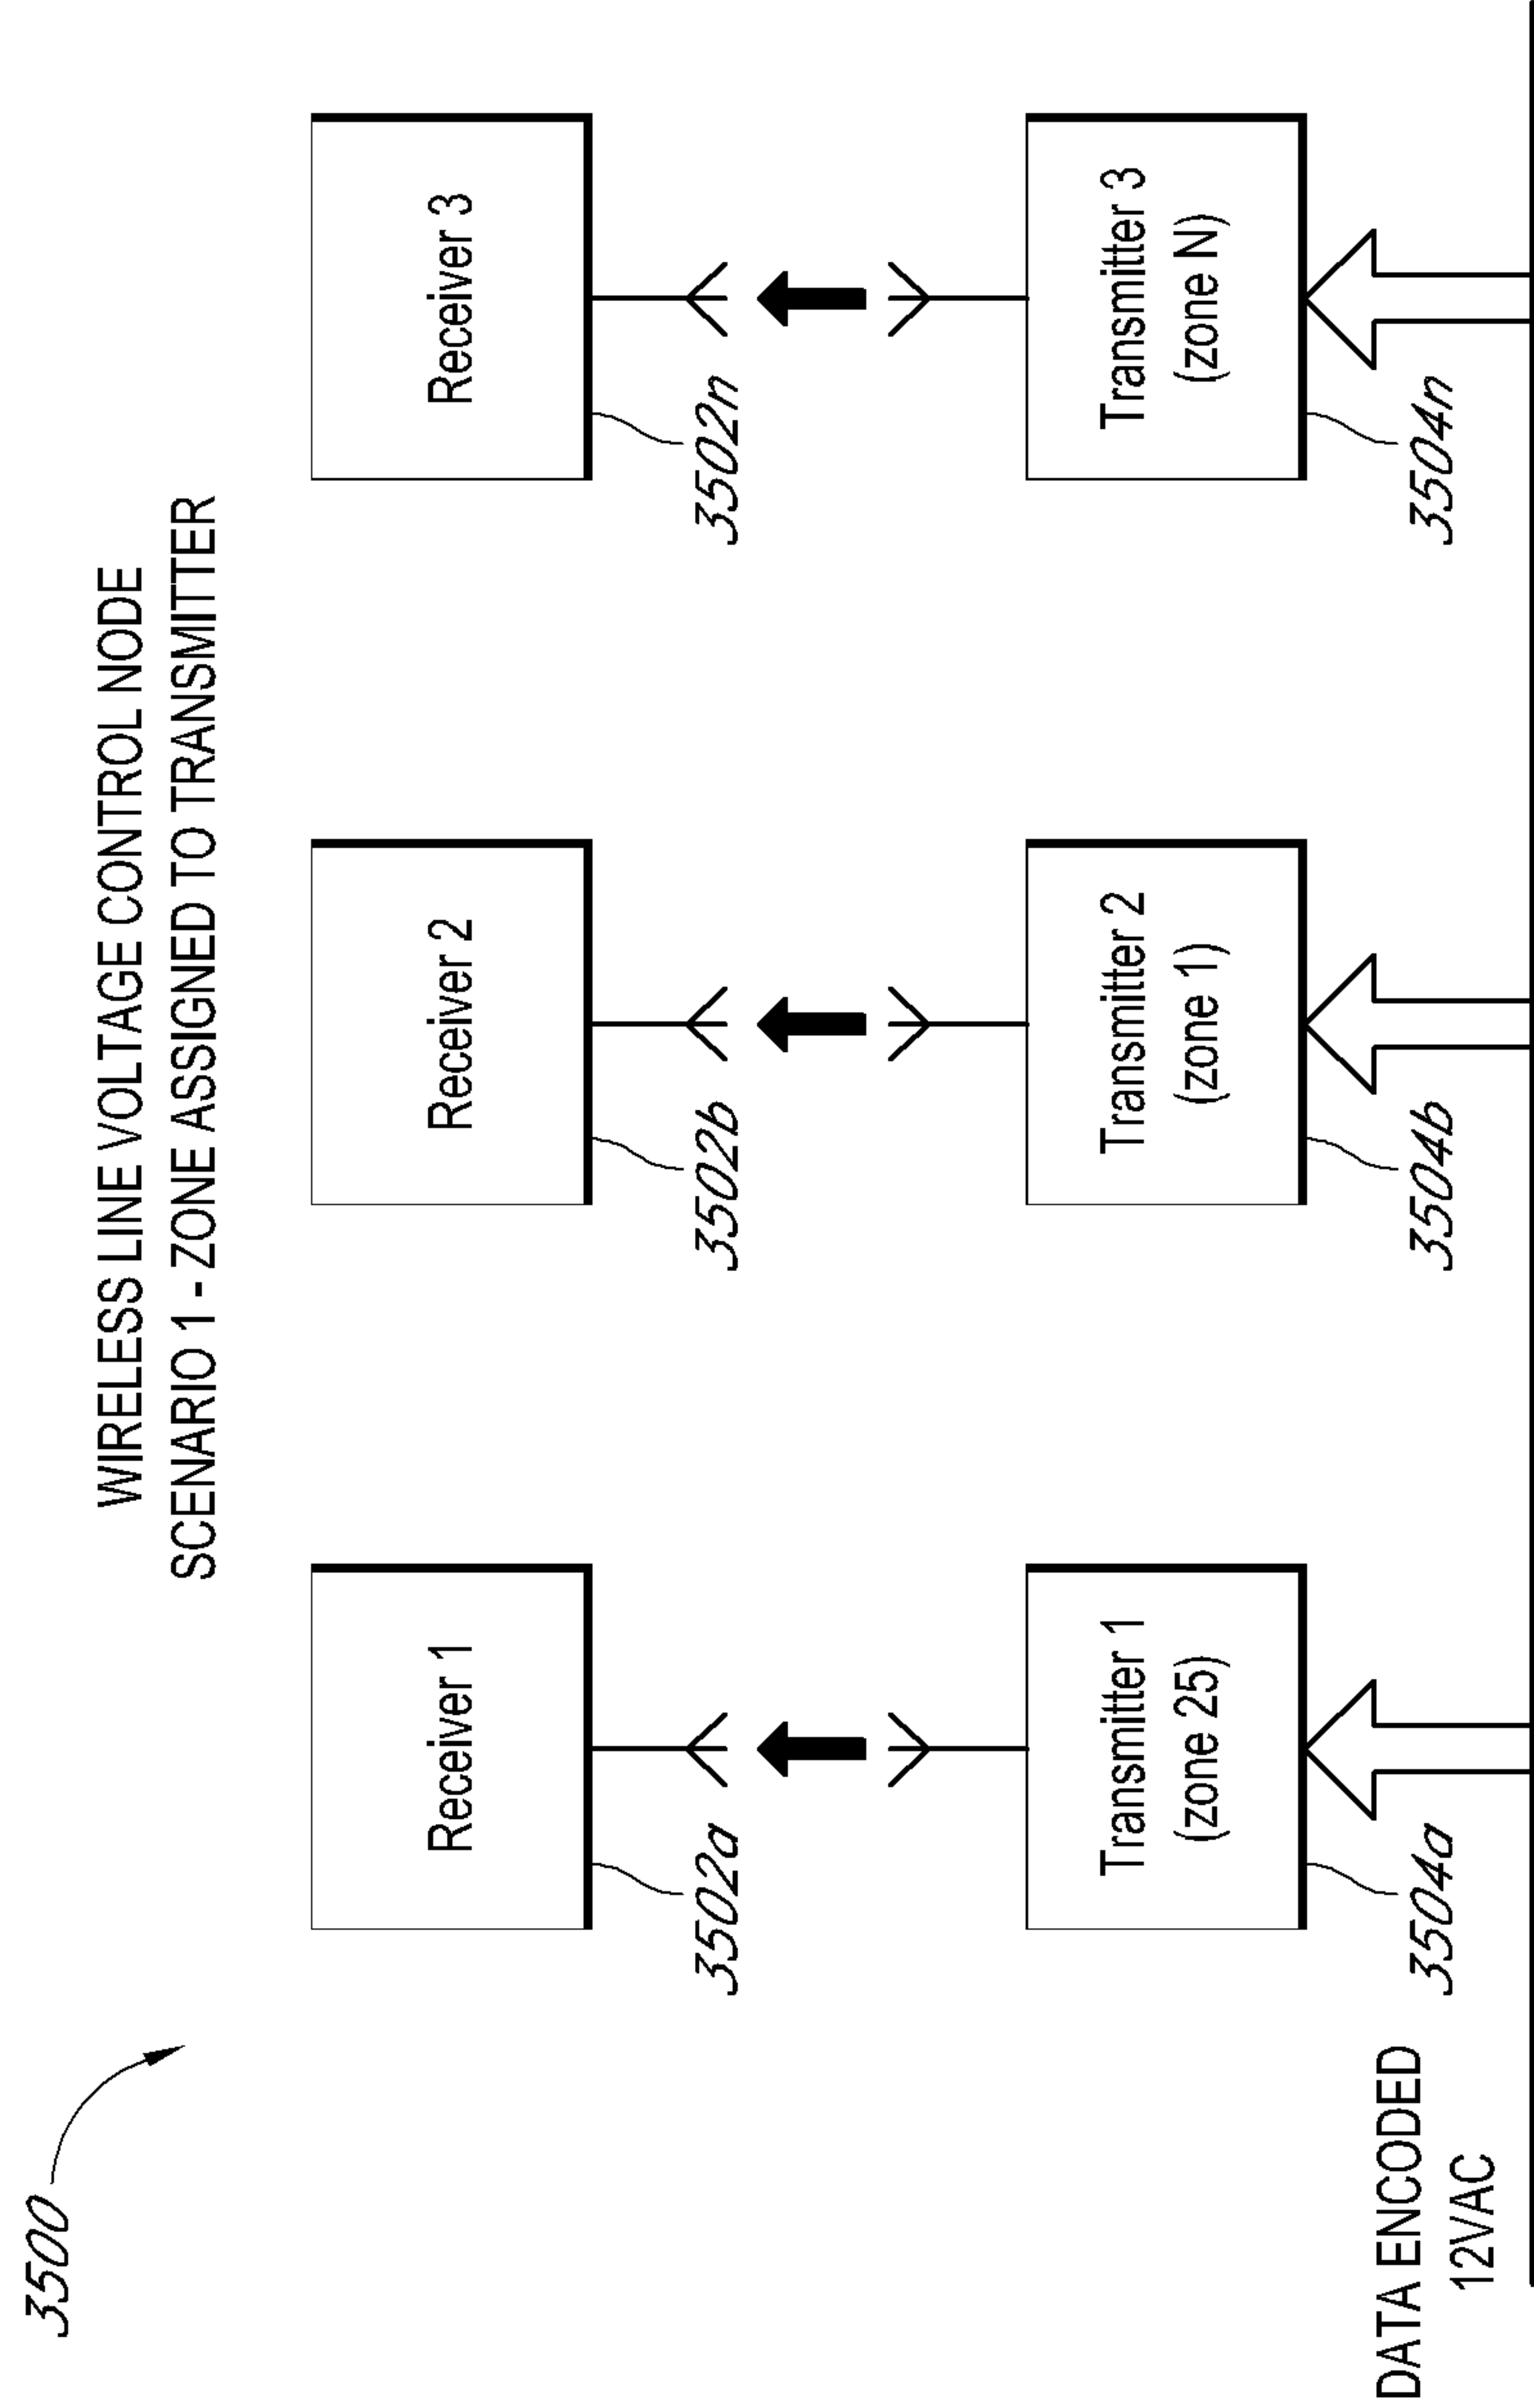 3500
WIRELESS LINE VOLTAGE CONTROL NODE
SCENARIO 1 - ZONE ASSIGNED TO TRANSMITTER
Receiver 1
Receiver 2
Receiver 3
3502a
3502b
3502n
Transmitter 1
(zone 25)
Transmitter 2
(zone 1)
Transmitter 3
(zone N)
3504a
3504b
3504n
DATA ENCODED
12VAC